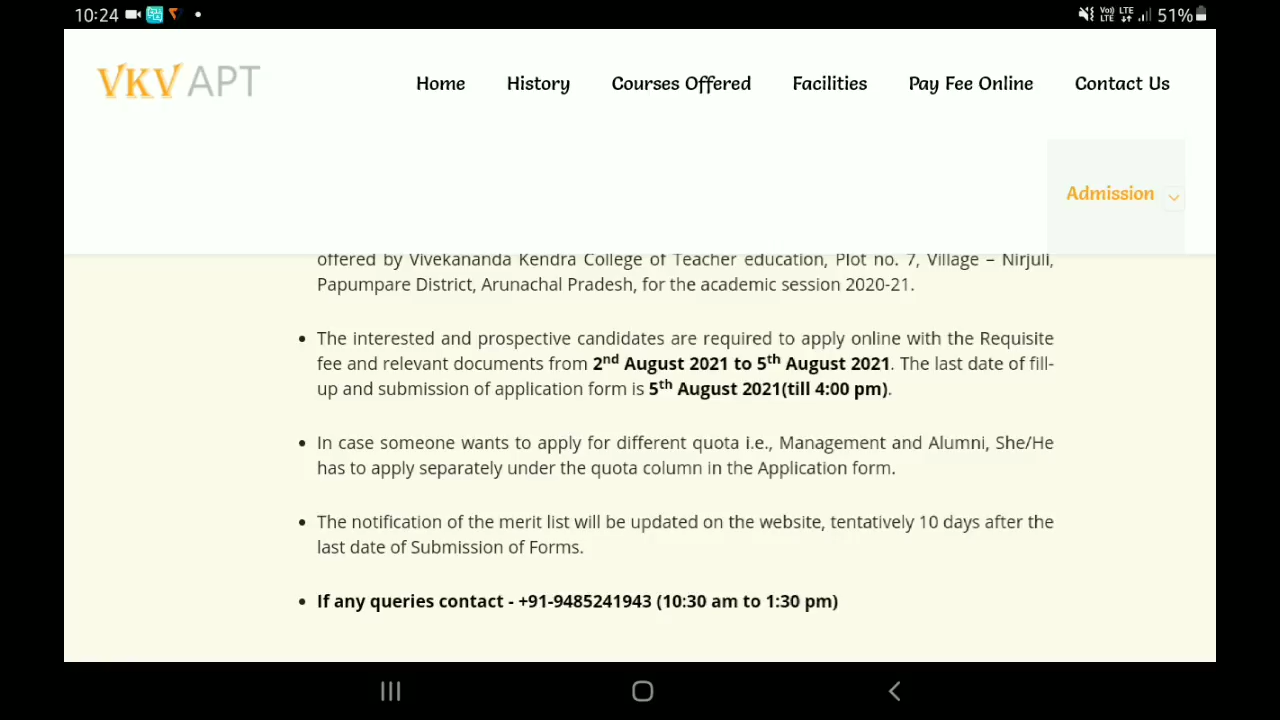 10:24
51%
VKV APT
Home History Courses Offered Facilities Pay Fee Online Contact Us
Admission
offered by Vivekananda Kendra College of Teacher education, Plot no. 7, Village – Nirjuli,
Papumpare District, Arunachal Pradesh, for the academic session 2020-21.
• The interested and prospective candidates are required to apply online with the Requisite
fee and relevant documents from 2nd August 2021 to 5th August 2021. The last date of fill-
up and submission of application form is 5th August 2021(till 4:00 pm).
• In case someone wants to apply for different quota i.e., Management and Alumni, She/He
has to apply separately under the quota column in the Application form.
• The notification of the merit list will be updated on the website, tentatively 10 days after the
last date of Submission of Forms.
• If any queries contact - +91-9485241943 (10:30 am to 1:30 pm)